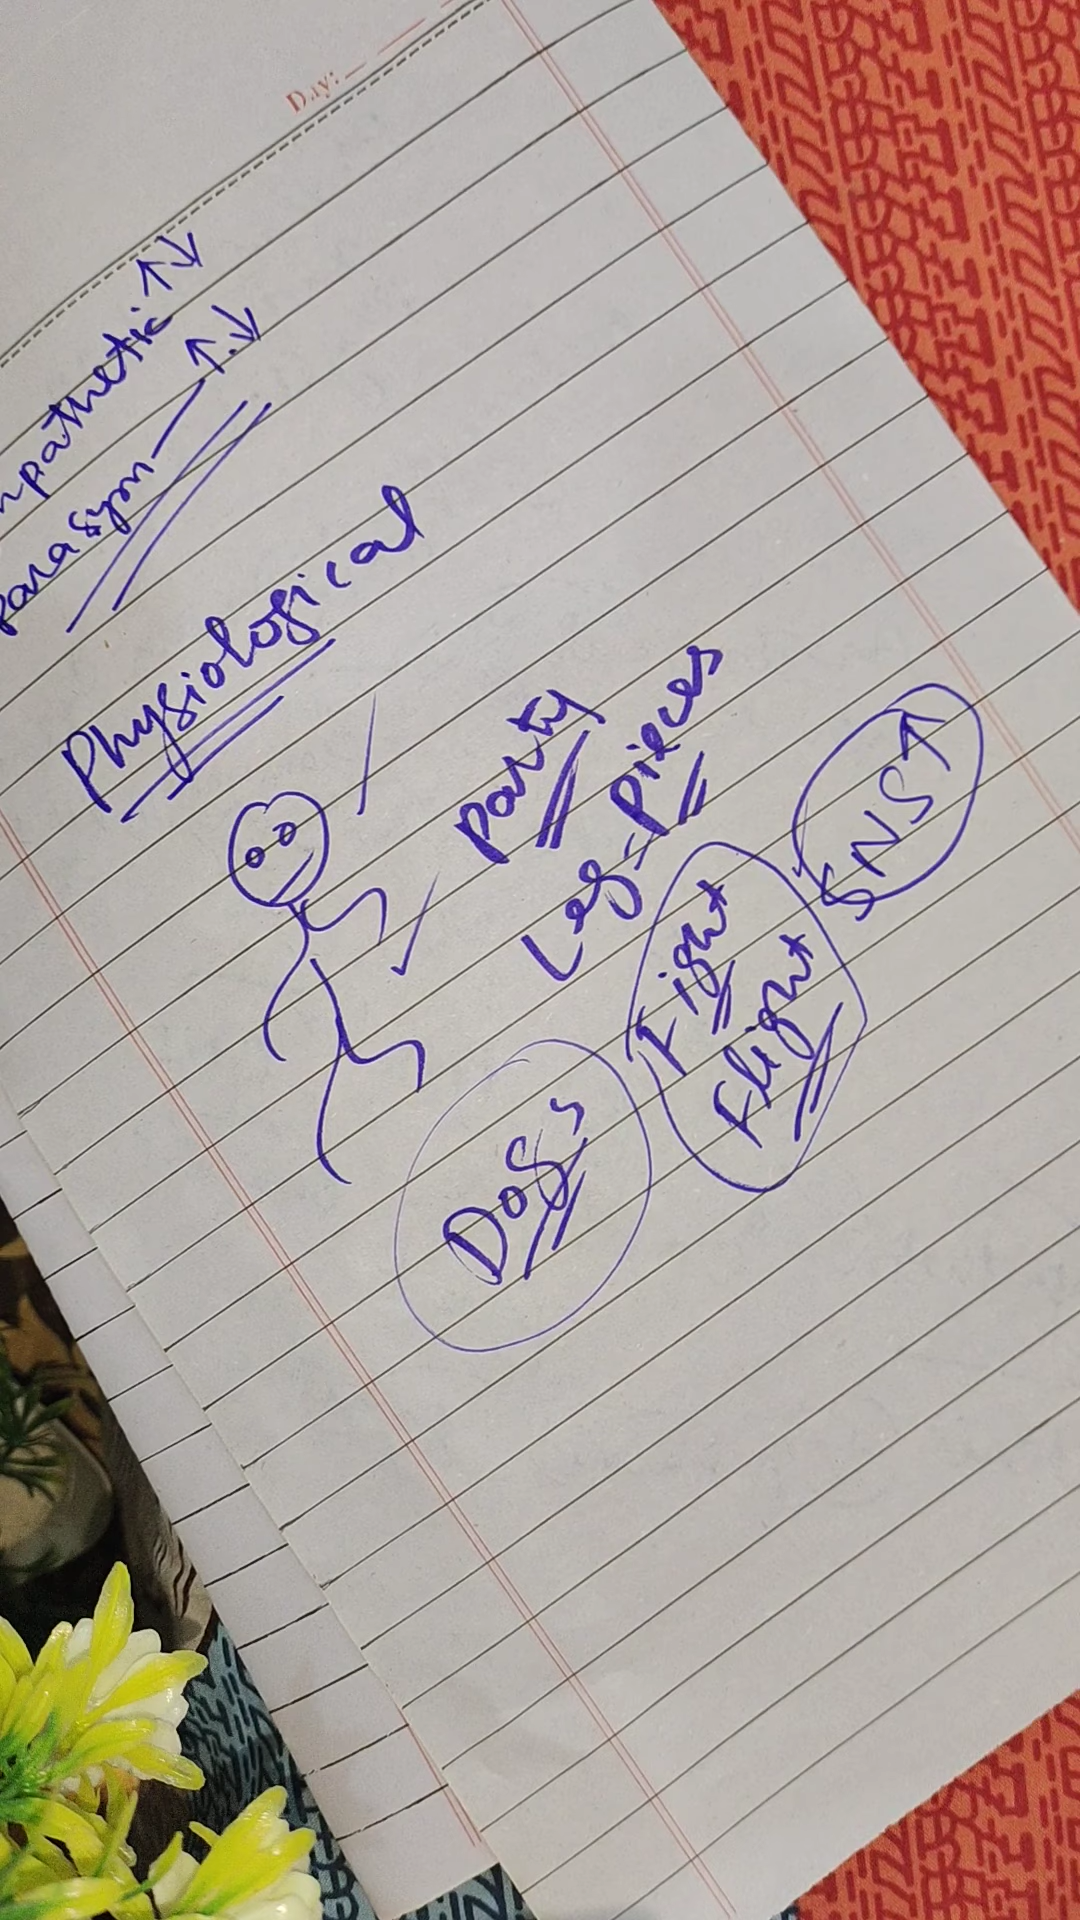 Day:
mpathetic ↑↓
parasym — ↑↓
Physiological
party
Leg-pieces
Dogs
Fight
Flight
SNS↑